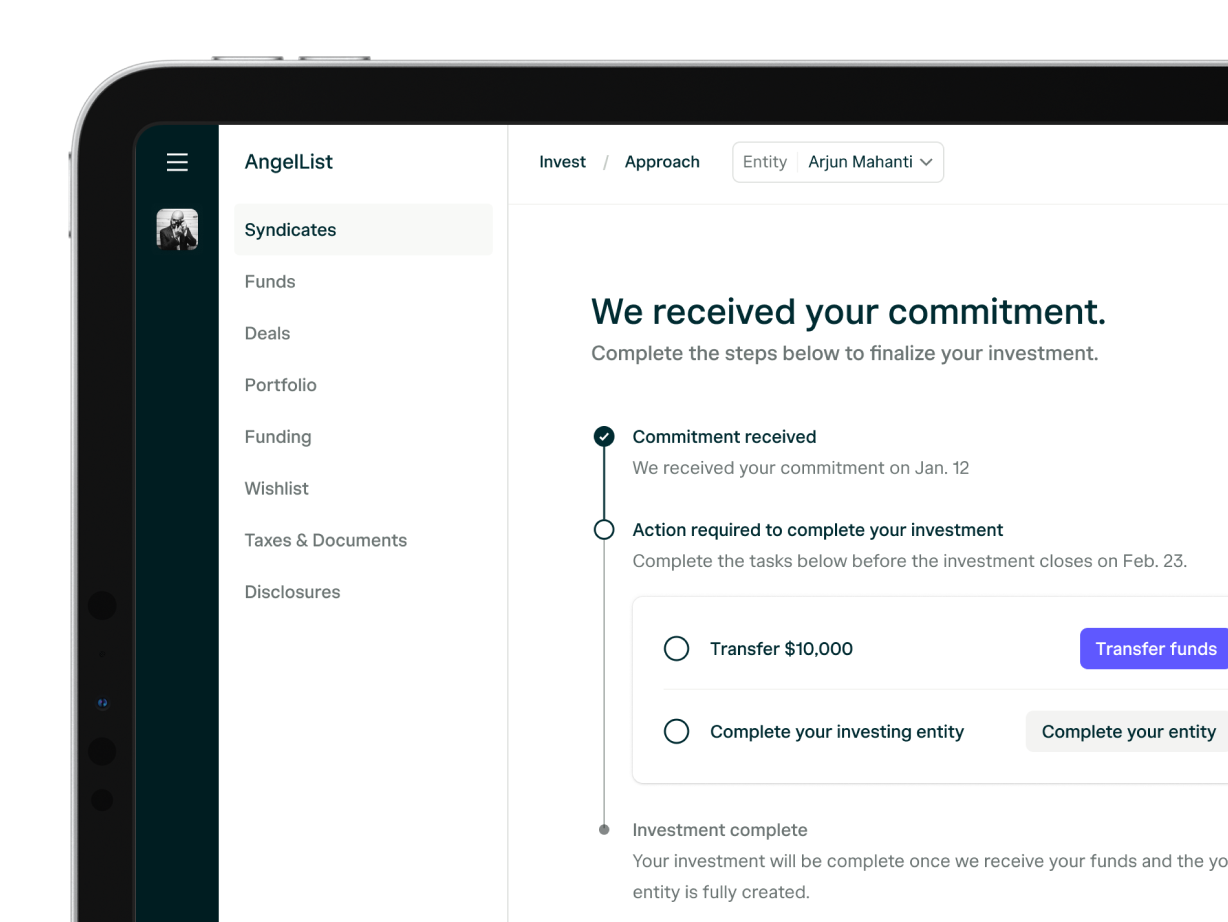 AngelList
Invest / Approach
Entity Arjun Mahanti
Syndicates
Funds
Deals
Portfolio
Funding
Wishlist
Taxes & Documents
Disclosures
We received your commitment.
Complete the steps below to finalize your investment.
Commitment received
We received your commitment on Jan. 12
Action required to complete your investment
Complete the tasks below before the investment closes on Feb. 23.
Transfer $10,000
Transfer funds
Complete your investing entity
Complete your entity
Investment complete
Your investment will be complete once we receive your funds and the yo
entity is fully created.